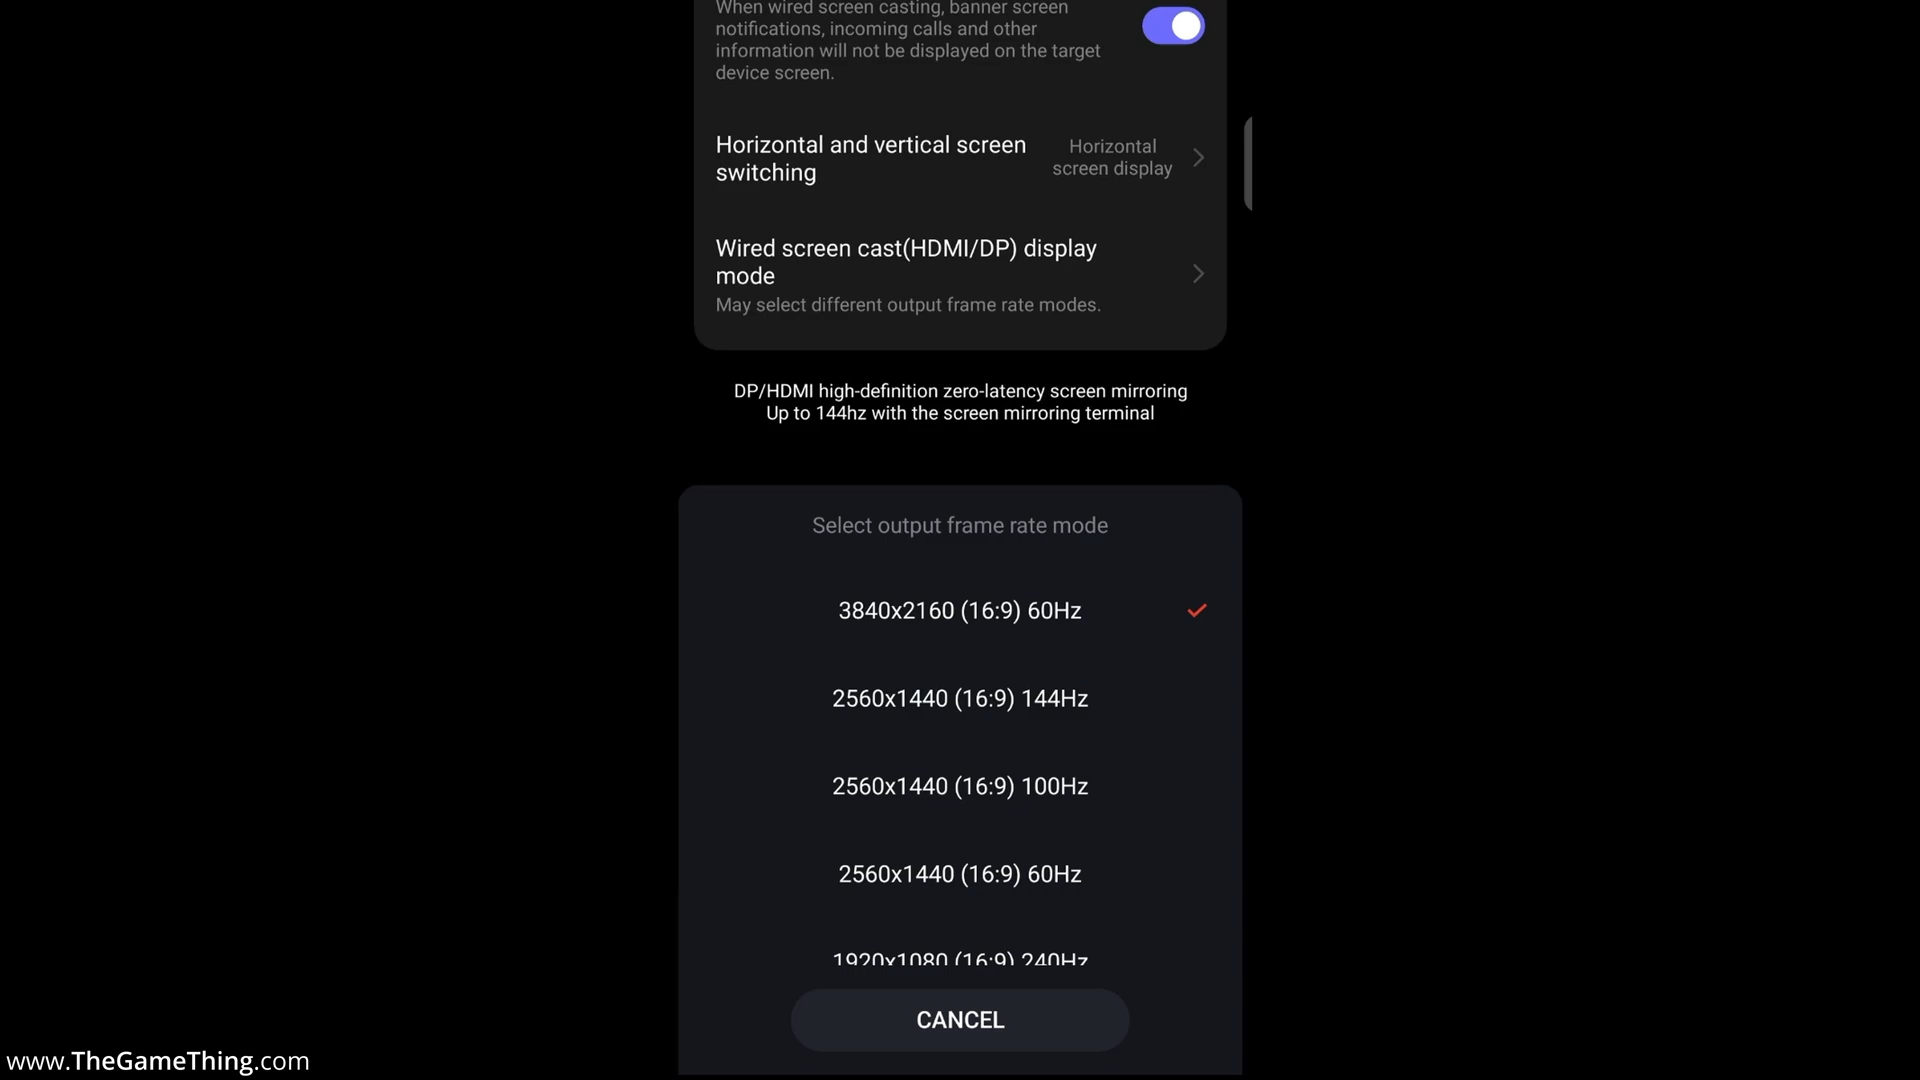 When wired screen casting, banner screen
notifications, incoming calls and other
information will not be displayed on the target
device screen.
Horizontal and vertical screen
switching
Horizontal
screen display
Wired screen cast(HDMI/DP) display
mode
May select different output frame rate modes.
DP/HDMI high-definition zero-latency screen mirroring
Up to 144hz with the screen mirroring terminal
Select output frame rate mode
3840x2160 (16:9) 60Hz
2560x1440 (16:9) 144Hz
2560x1440 (16:9) 100Hz
2560x1440 (16:9) 60Hz
1920x1080 (16:9) 240Hz
CANCEL
www.TheGameThing.com